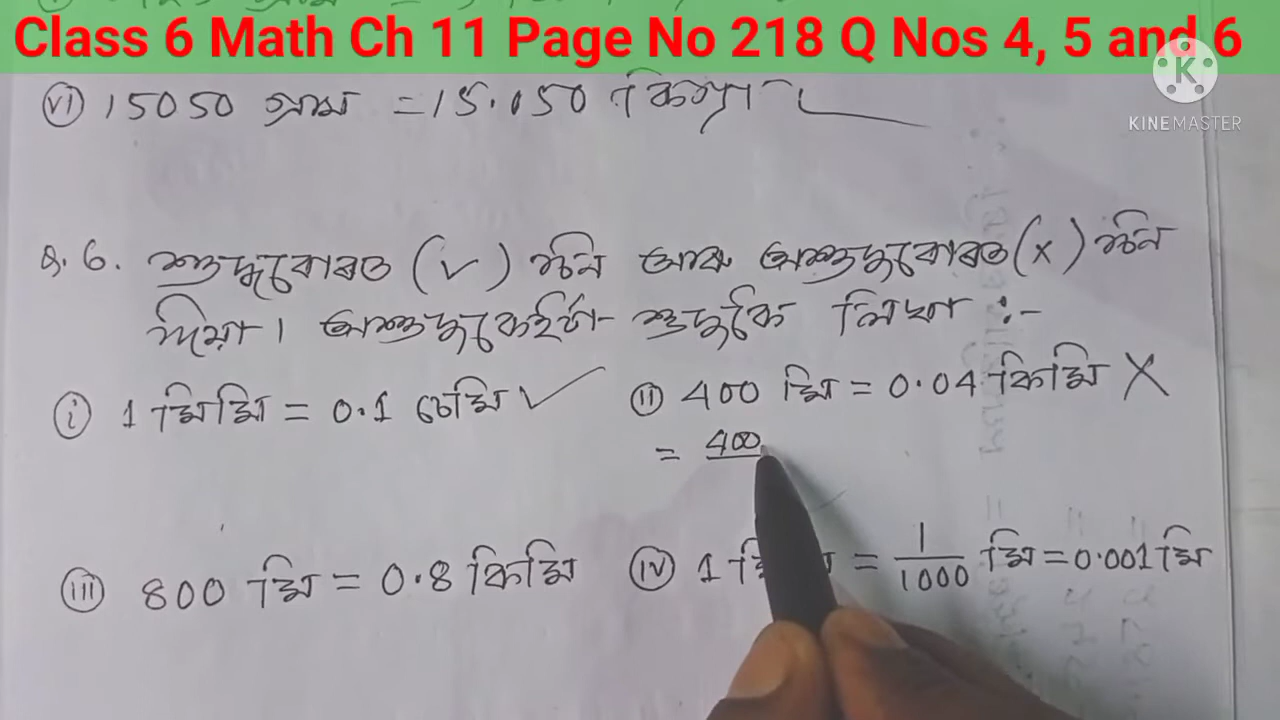 Class 6 Math Ch 11 Page No 218 Q Nos 4, 5 and 6
K
KINEMASTER
vi) 15050 গ্ৰাম = 15.050 কিগ্ৰা
Q.6. শুদ্ধবোৰত (✓) চিন আৰু অশুদ্ধবোৰত (×) চিন
দিয়া। অশুদ্ধকেইটা শুদ্ধকৈ লিখা :-
i) 1 মিমি = 0.1 চেমি ✓ ii) 400 মি = 0.04 কিমি ×
= 400
iii) 800 মি = 0.8 কিমি iv) 1 = 1/1000 মি = 0.001 মি